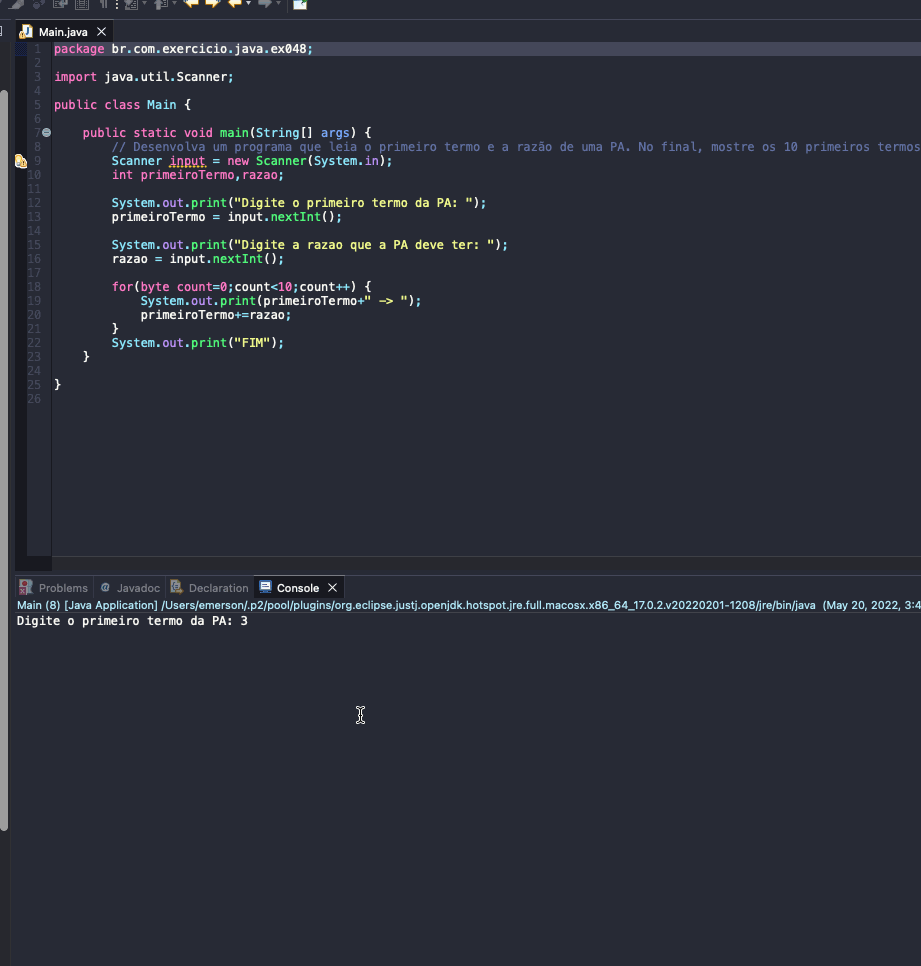 Main.java
1 package br.com.exercicio.java.ex048;
2
3 import java.util.Scanner;
4
5 public class Main {
6
7 public static void main(String[] args) {
8 // Desenvolva um programa que leia o primeiro termo e a razão de uma PA. No final, mostre os 10 primeiros termos
9 Scanner input = new Scanner(System.in);
10 int primeiroTermo,razao;
11
12 System.out.print("Digite o primeiro termo da PA: ");
13 primeiroTermo = input.nextInt();
14
15 System.out.print("Digite a razao que a PA deve ter: ");
16 razao = input.nextInt();
17
18 for(byte count=0;count<10;count++) {
19 System.out.print(primeiroTermo+" -> ");
20 primeiroTermo+=razao;
21 }
22 System.out.print("FIM");
23 }
24
25 }
26
Problems Javadoc Declaration Console
Main (8) [Java Application] /Users/emerson/.p2/pool/plugins/org.eclipse.justj.openjdk.hotspot.jre.full.macosx.x86_64_17.0.2.v20220201-1208/jre/bin/java (May 20, 2022, 3:4
Digite o primeiro termo da PA: 3